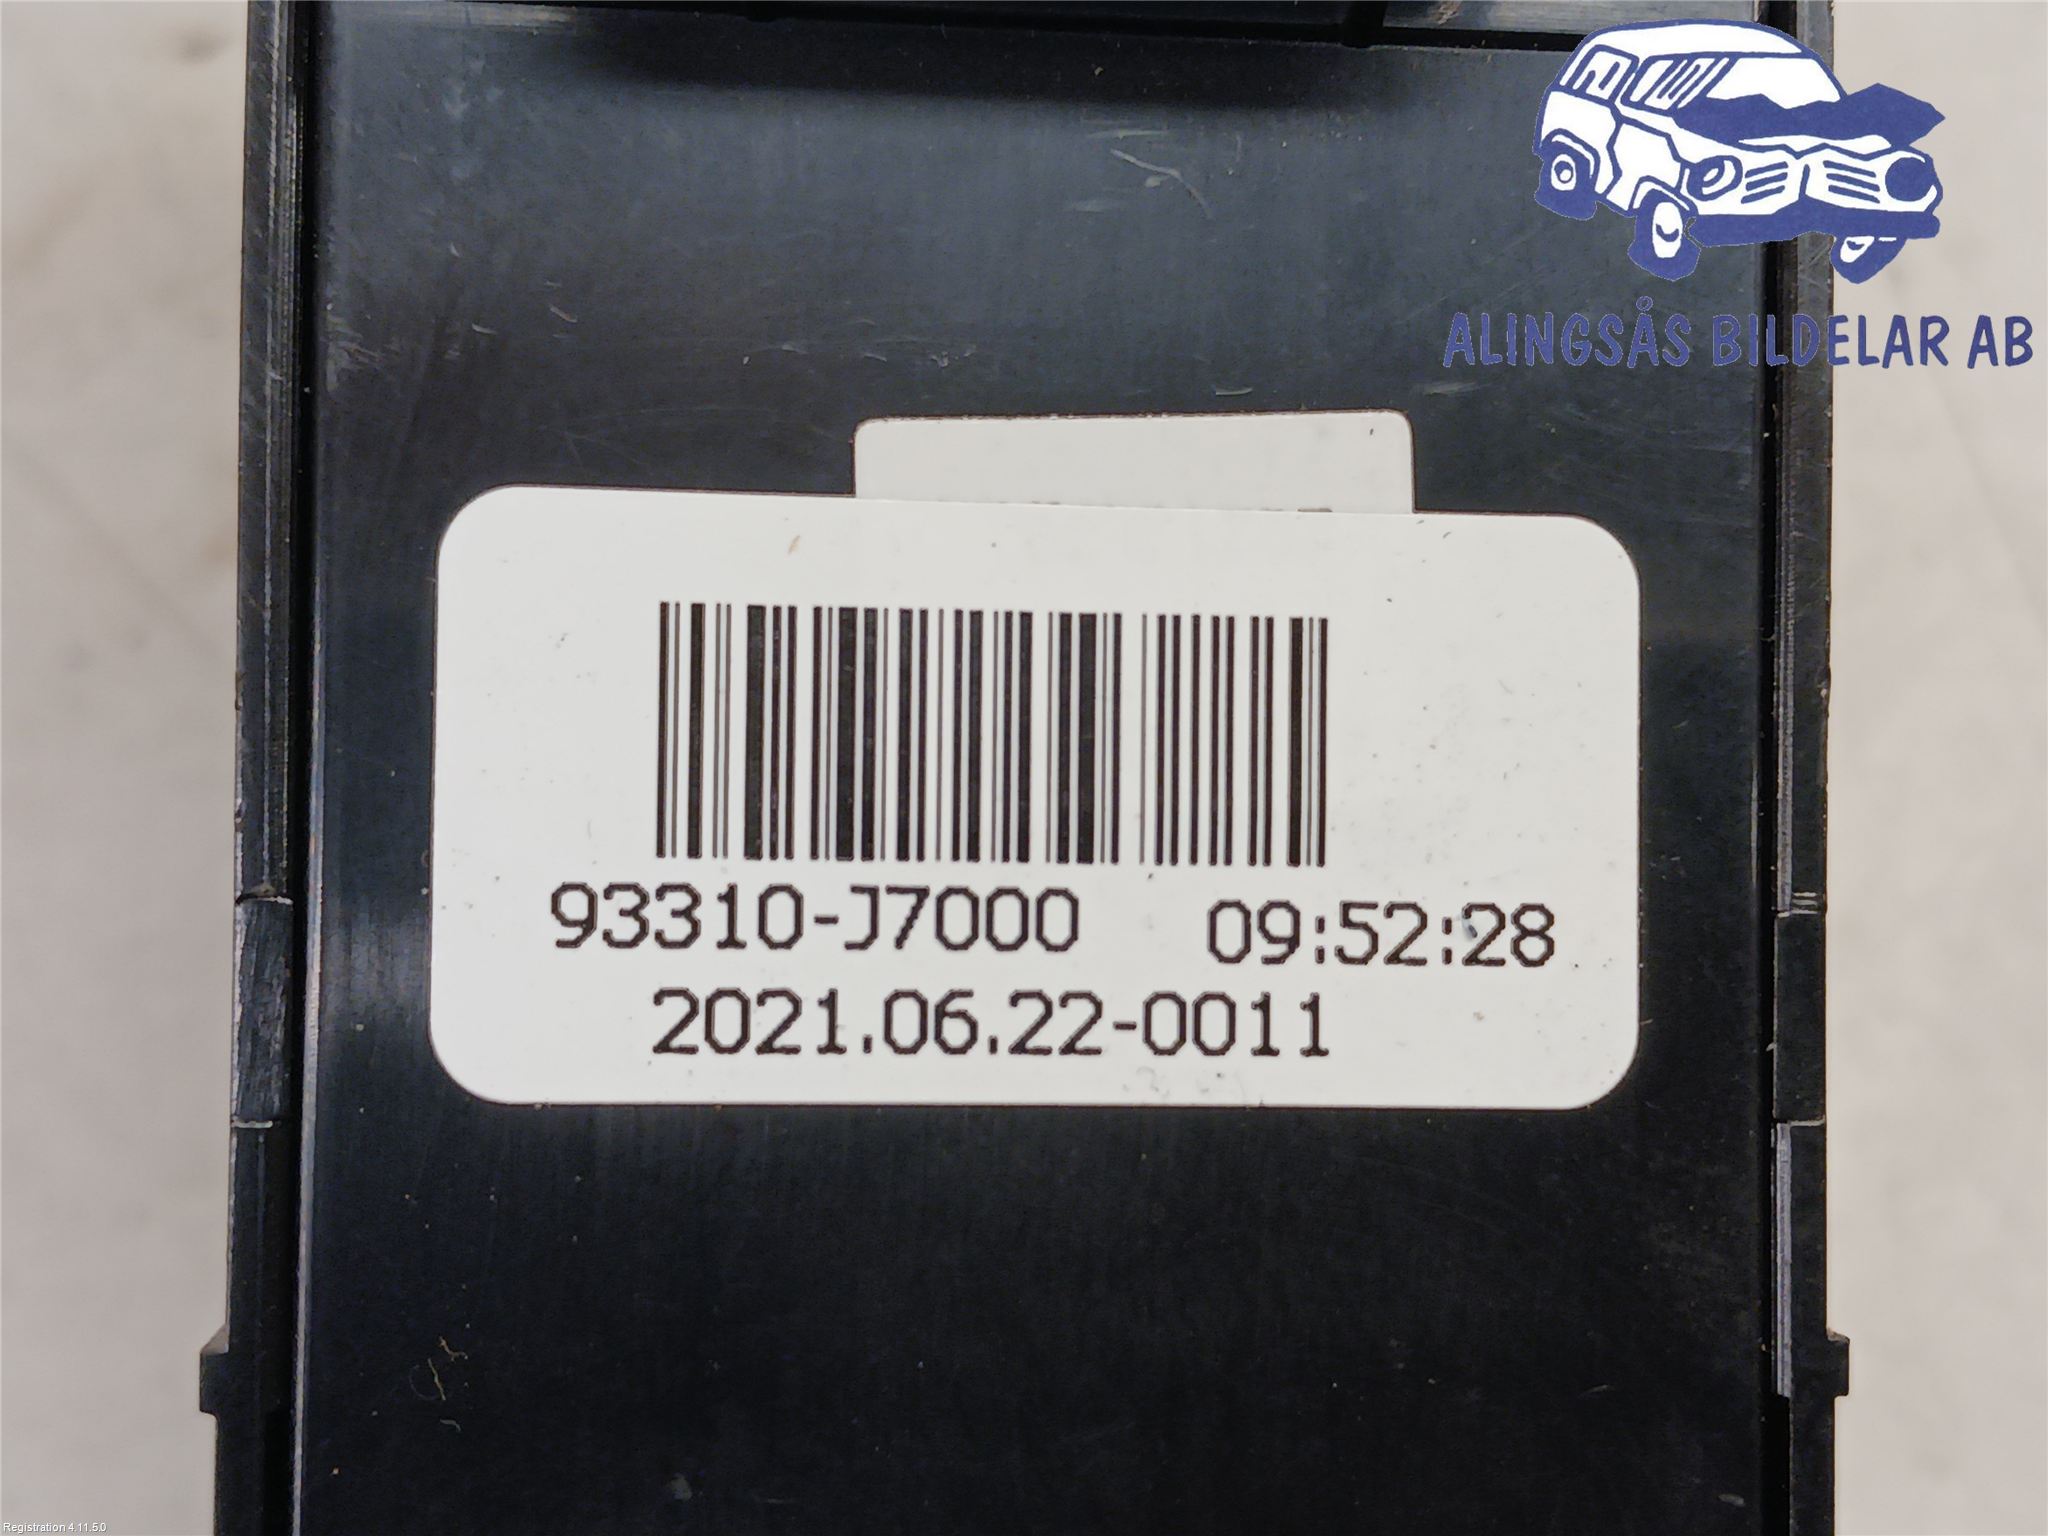 ALINGSÅS BILDELAR AB
93310-J7000 09:52:28
2021.06.22-0011
Registration 4.11.5.0